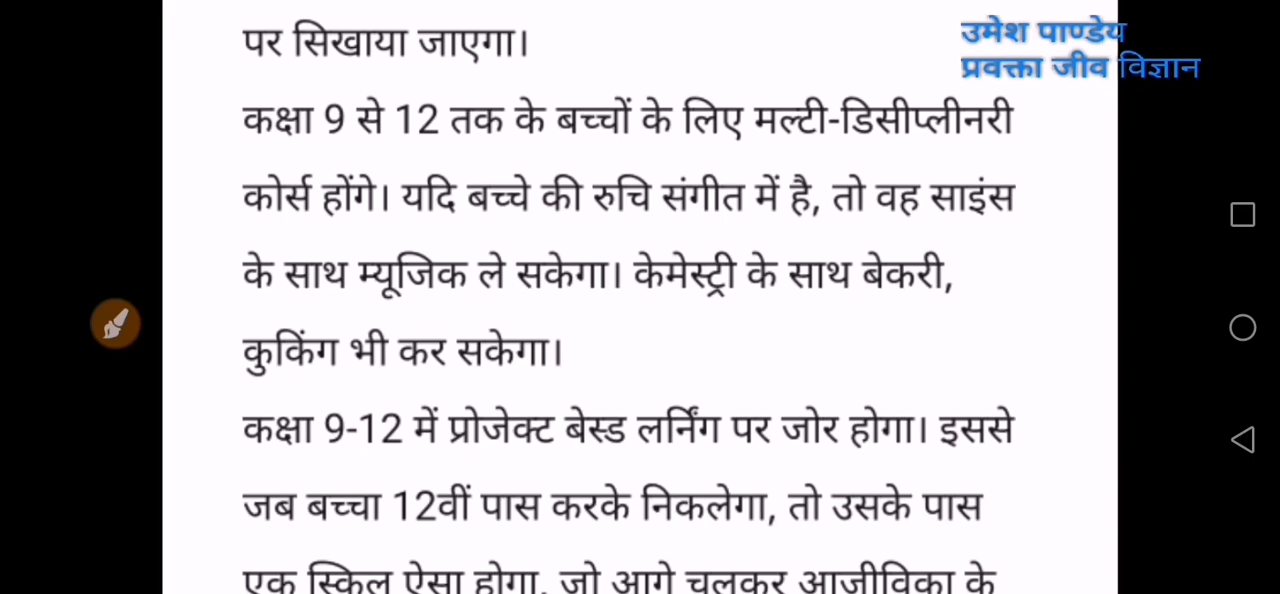 पर सिखाया जाएगा।
उमेश पाण्डेय
प्रवक्ता जीव विज्ञान
कक्षा 9 से 12 तक के बच्चों के लिए मल्टी-डिसीप्लीनरी
कोर्स होंगे। यदि बच्चे की रुचि संगीत में है, तो वह साइंस
के साथ म्यूजिक ले सकेगा। केमेस्ट्री के साथ बेकरी,
कुकिंग भी कर सकेगा।
कक्षा 9-12 में प्रोजेक्ट बेस्ड लर्निंग पर जोर होगा। इससे
जब बच्चा 12वीं पास करके निकलेगा, तो उसके पास
एक स्किल ऐसा होगा, जो आगे चलकर आजीविका के